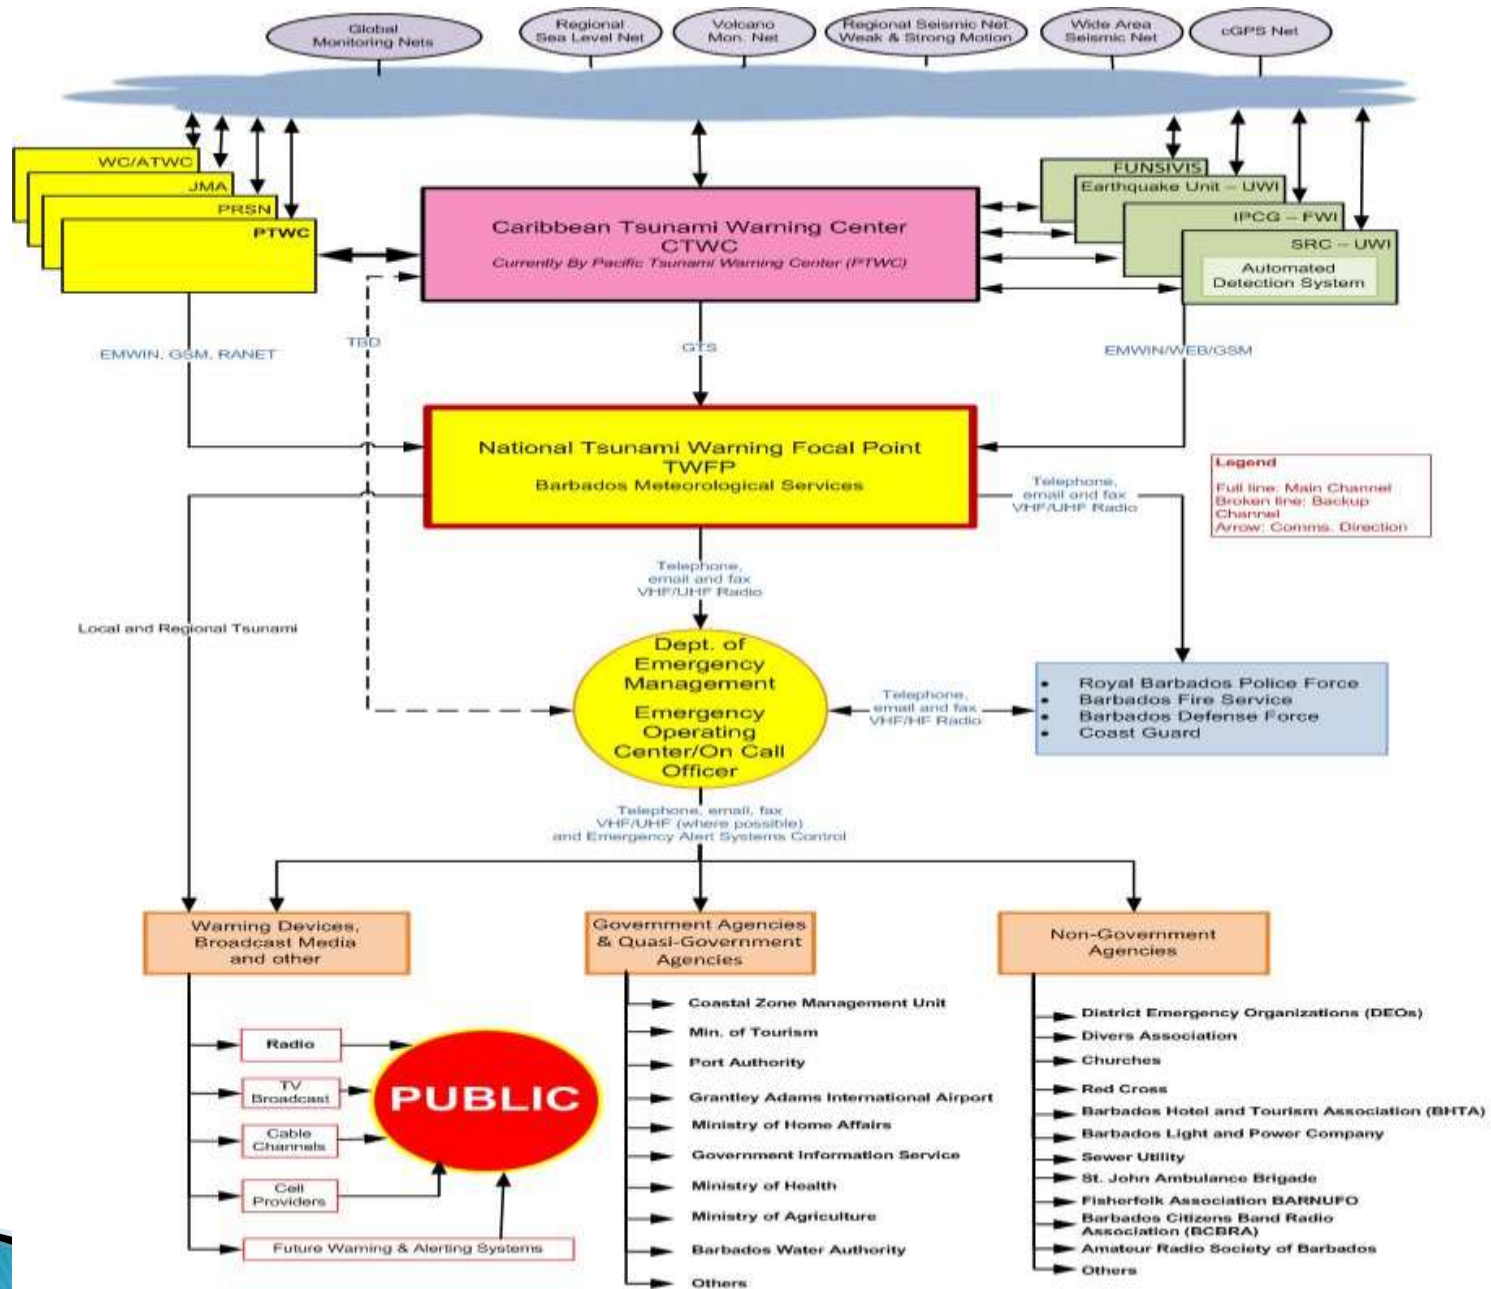 Global
Monitoring Nets
Regional
Sea Level Net
Volcano
Mon. Net
Regional Seismic Net
Weak & Strong Motion
Wide Area
Seismic Net
cGPS Net
WC/ATWC
JMA
PRSN
PTWC
Caribbean Tsunami Warning Center
CTWC
Currently By Pacific Tsunami Warning Center (PTWC)
FUNSIVIS
Earthquake Unit – UWI
IPCG – FWI
SRC – UWI
Automated
Detection System
EMWIN, GSM, RANET
TBD
GTS
EMWIN/WEB/GSM
National Tsunami Warning Focal Point
TWFP
Barbados Meteorological Services
Telephone,
email and fax
VHF/UHF Radio
Legend
Full line: Main Channel
Broken line: Backup
Channel
Arrow: Comms. Direction
Telephone,
email and fax
VHF/UHF Radio
Local and Regional Tsunami
Dept. of
Emergency
Management
Emergency
Operating
Center/On Call
Officer
Telephone,
email and fax
VHF/HF Radio
• Royal Barbados Police Force
• Barbados Fire Service
• Barbados Defense Force
• Coast Guard
Telephone, email, fax
VHF/UHF (where possible)
and Emergency Alert Systems Control
Warning Devices,
Broadcast Media
and other
Government Agencies
& Quasi-Government
Agencies
Non-Government
Agencies
Radio
TV
Broadcast
Cable
Channels
Cell
Providers
Future Warning & Alerting Systems
PUBLIC
Coastal Zone Management Unit
Min. of Tourism
Port Authority
Grantley Adams International Airport
Ministry of Home Affairs
Government Information Service
Ministry of Health
Ministry of Agriculture
Barbados Water Authority
Others
District Emergency Organizations (DEOs)
Divers Association
Churches
Red Cross
Barbados Hotel and Tourism Association (BHTA)
Barbados Light and Power Company
Sewer Utility
St. John Ambulance Brigade
Fisherfolk Association BARNUFO
Barbados Citizens Band Radio
Association (BCBRA)
Amateur Radio Society of Barbados
Others